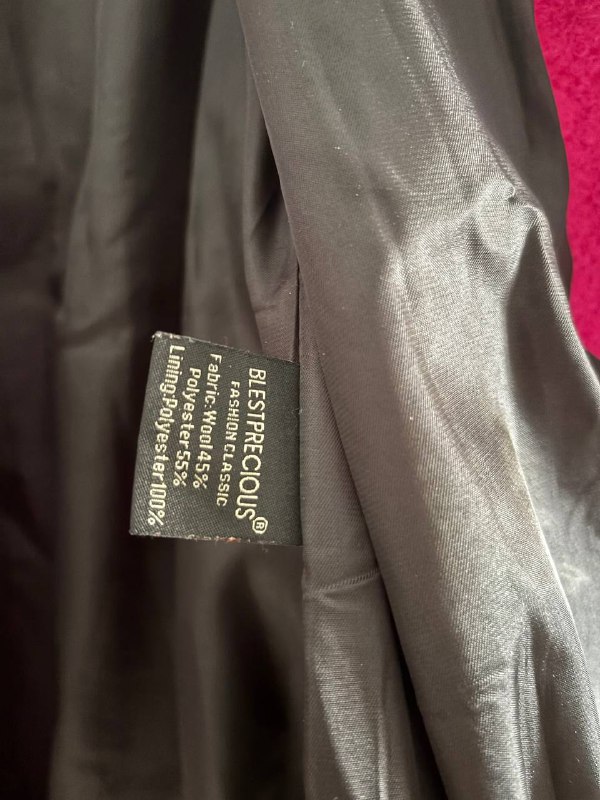 BLESTPRECIOUS®
FASHION CLASSIC
Fabric:Wool45%
Polyester55%
Lining:Polyester100%